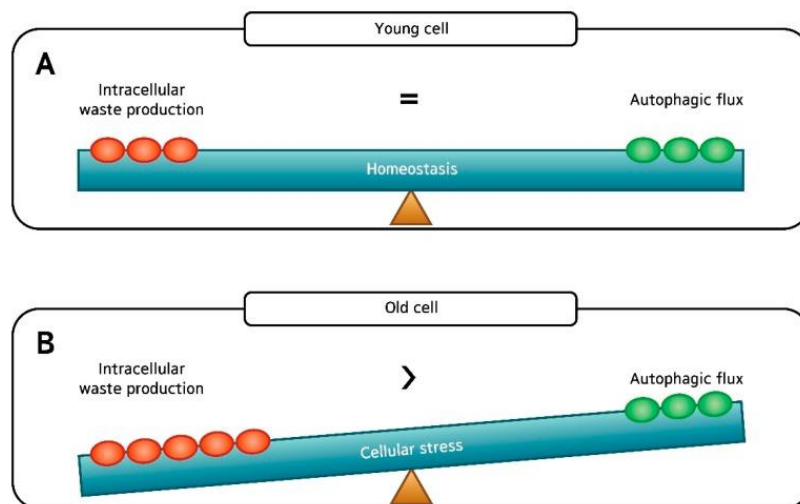 Young cell
A
Intracellular
waste production
=
Autophagic flux
Homeostasis
Old cell
B
Intracellular
waste production
>
Autophagic flux
Cellular stress